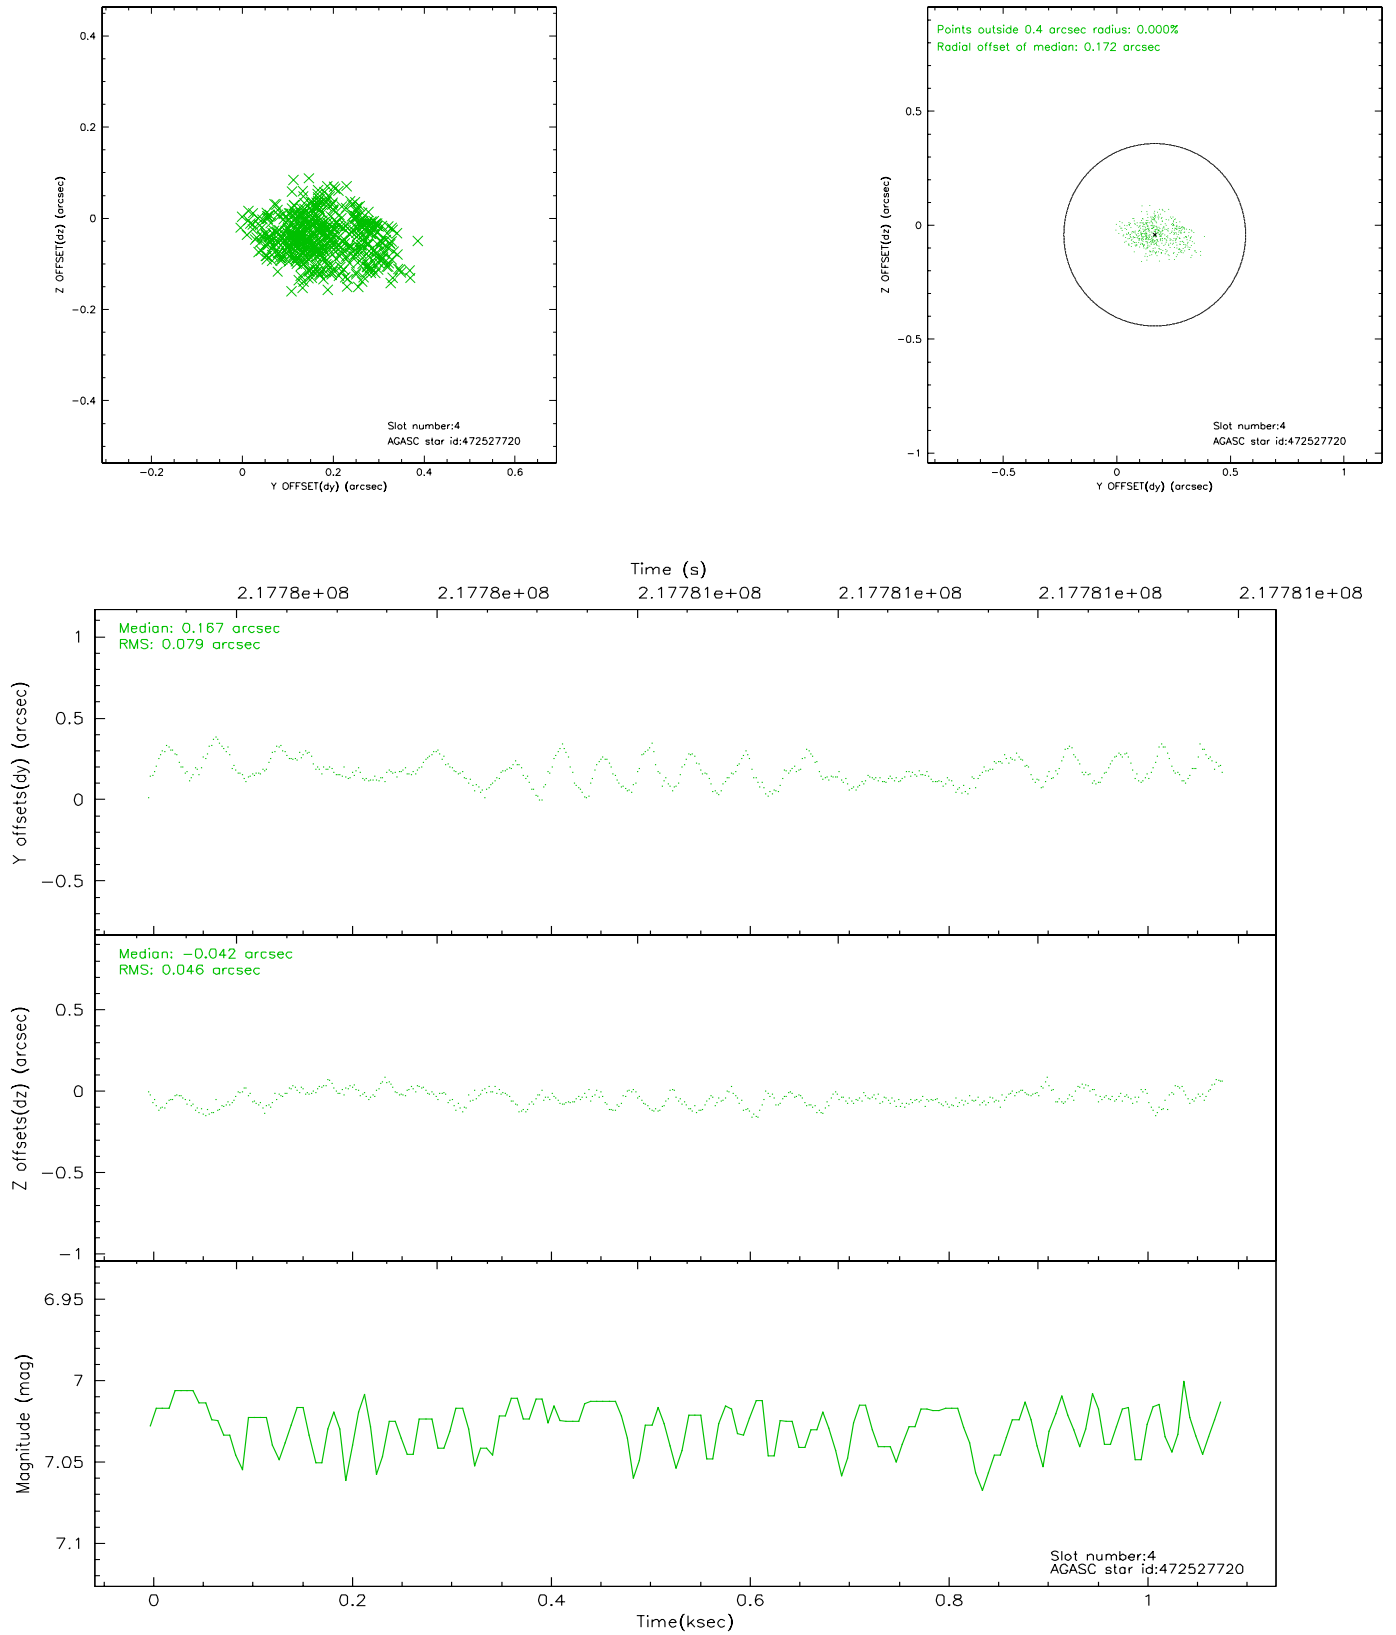 0.4
0.2
0
−0.2
−0.4
Z OFFSET(dz) (arcsec)
−0.2 0 0.2 0.4 0.6
Y OFFSET(dy) (arcsec)
Slot number:4
AGASC star id:472527720
Points outside 0.4 arcsec radius: 0.000%
Radial offset of median: 0.172 arcsec
0.5
0
−0.5
−1
Z OFFSET(dz) (arcsec)
−0.5 0 0.5 1
Y OFFSET(dy) (arcsec)
Slot number:4
AGASC star id:472527720
Time (s)
2.1778e+08 2.1778e+08 2.17781e+08 2.17781e+08 2.17781e+08 2.17781e+08
Median: 0.167 arcsec
RMS: 0.079 arcsec
1
0.5
0
−0.5
Y offsets(dy) (arcsec)
Median: −0.042 arcsec
RMS: 0.046 arcsec
0.5
0
−0.5
−1
Z offsets(dz) (arcsec)
6.95
7
7.05
7.1
Magnitude (mag)
Slot number:4
AGASC star id:472527720
0 0.2 0.4 0.6 0.8 1
Time(ksec)